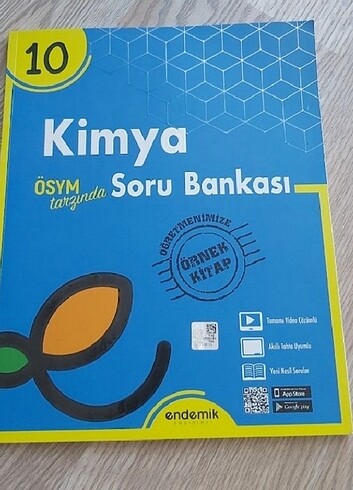 10
Kimya
ÖSYM
tarzında
Soru Bankası
ÖĞRETMENİMİZE
ÖRNEK
KİTAP
Tamamı Video Çözümlü
Akıllı Tahta Uyumlu
Yeni Nesil Sorular
App Store
Google play
endemik